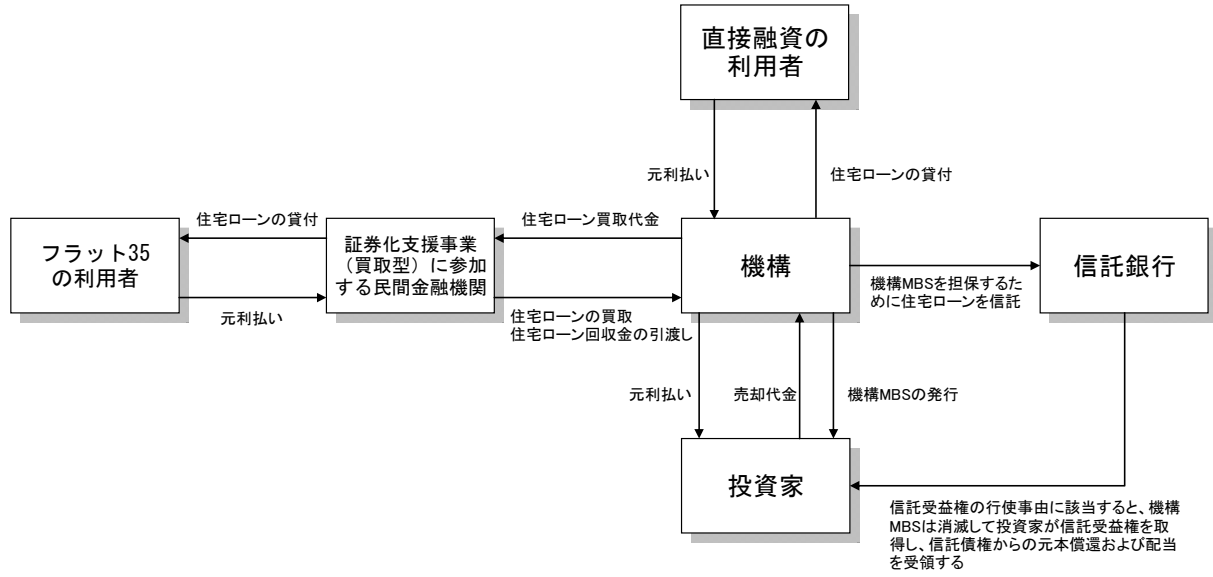 直接融資の
利用者
元利払い
住宅ローンの貸付
住宅ローンの貸付
住宅ローン買取代金
フラット35
の利用者
証券化支援事業
（買取型）に参加
する民間金融機関
機構
信託銀行
機構MBSを担保するた
めに住宅ローンを信託
元利払い
住宅ローンの買取
住宅ローン回収金の引渡し
元利払い
売却代金
機構MBSの発行
投資家
信託受益権の行使事由に該当すると、機構
MBSは消滅して投資家が信託受益権を取
得し、信託債権からの元本償還および配当
を受領する